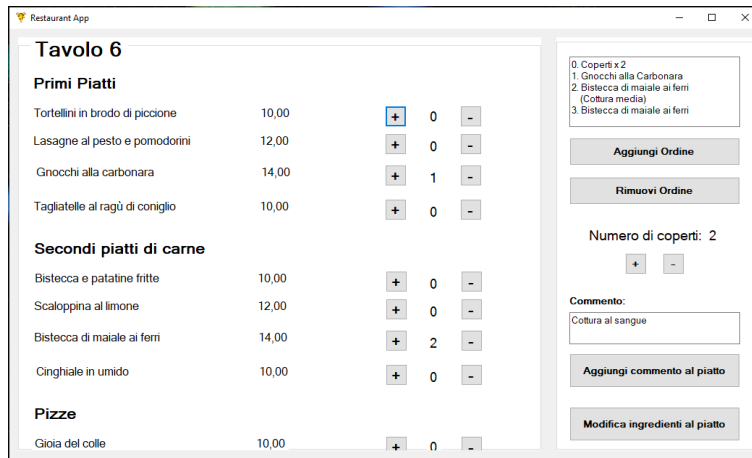 Restaurant App
Tavolo 6
Primi Piatti
Tortellini in brodo di piccione 10,00 + 0 -
Lasagne al pesto e pomodorini 12,00 + 0 -
Gnocchi alla carbonara 14,00 + 1 -
Tagliatelle al ragù di coniglio 10,00 + 0 -
Secondi piatti di carne
Bistecca e patatine fritte 10,00 + 0 -
Scaloppina al limone 12,00 + 0 -
Bistecca di maiale ai ferri 14,00 + 2 -
Cinghiale in umido 10,00 + 0 -
Pizze
Gioia del colle 10,00 + 0 -
0. Coperti x 2
1. Gnocchi alla Carbonara
2. Bistecca di maiale ai ferri
(Cottura media)
3. Bistecca di maiale ai ferri
Aggiungi Ordine
Rimuovi Ordine
Numero di coperti: 2
+ -
Commento:
Cottura al sangue
Aggiungi commento al piatto
Modifica ingredienti al piatto